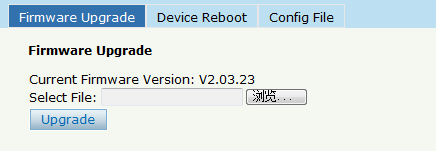 Firmware Upgrade Device Reboot Config File
Firmware Upgrade
Current Firmware Version: V2.03.23
Select File: 浏览...
Upgrade